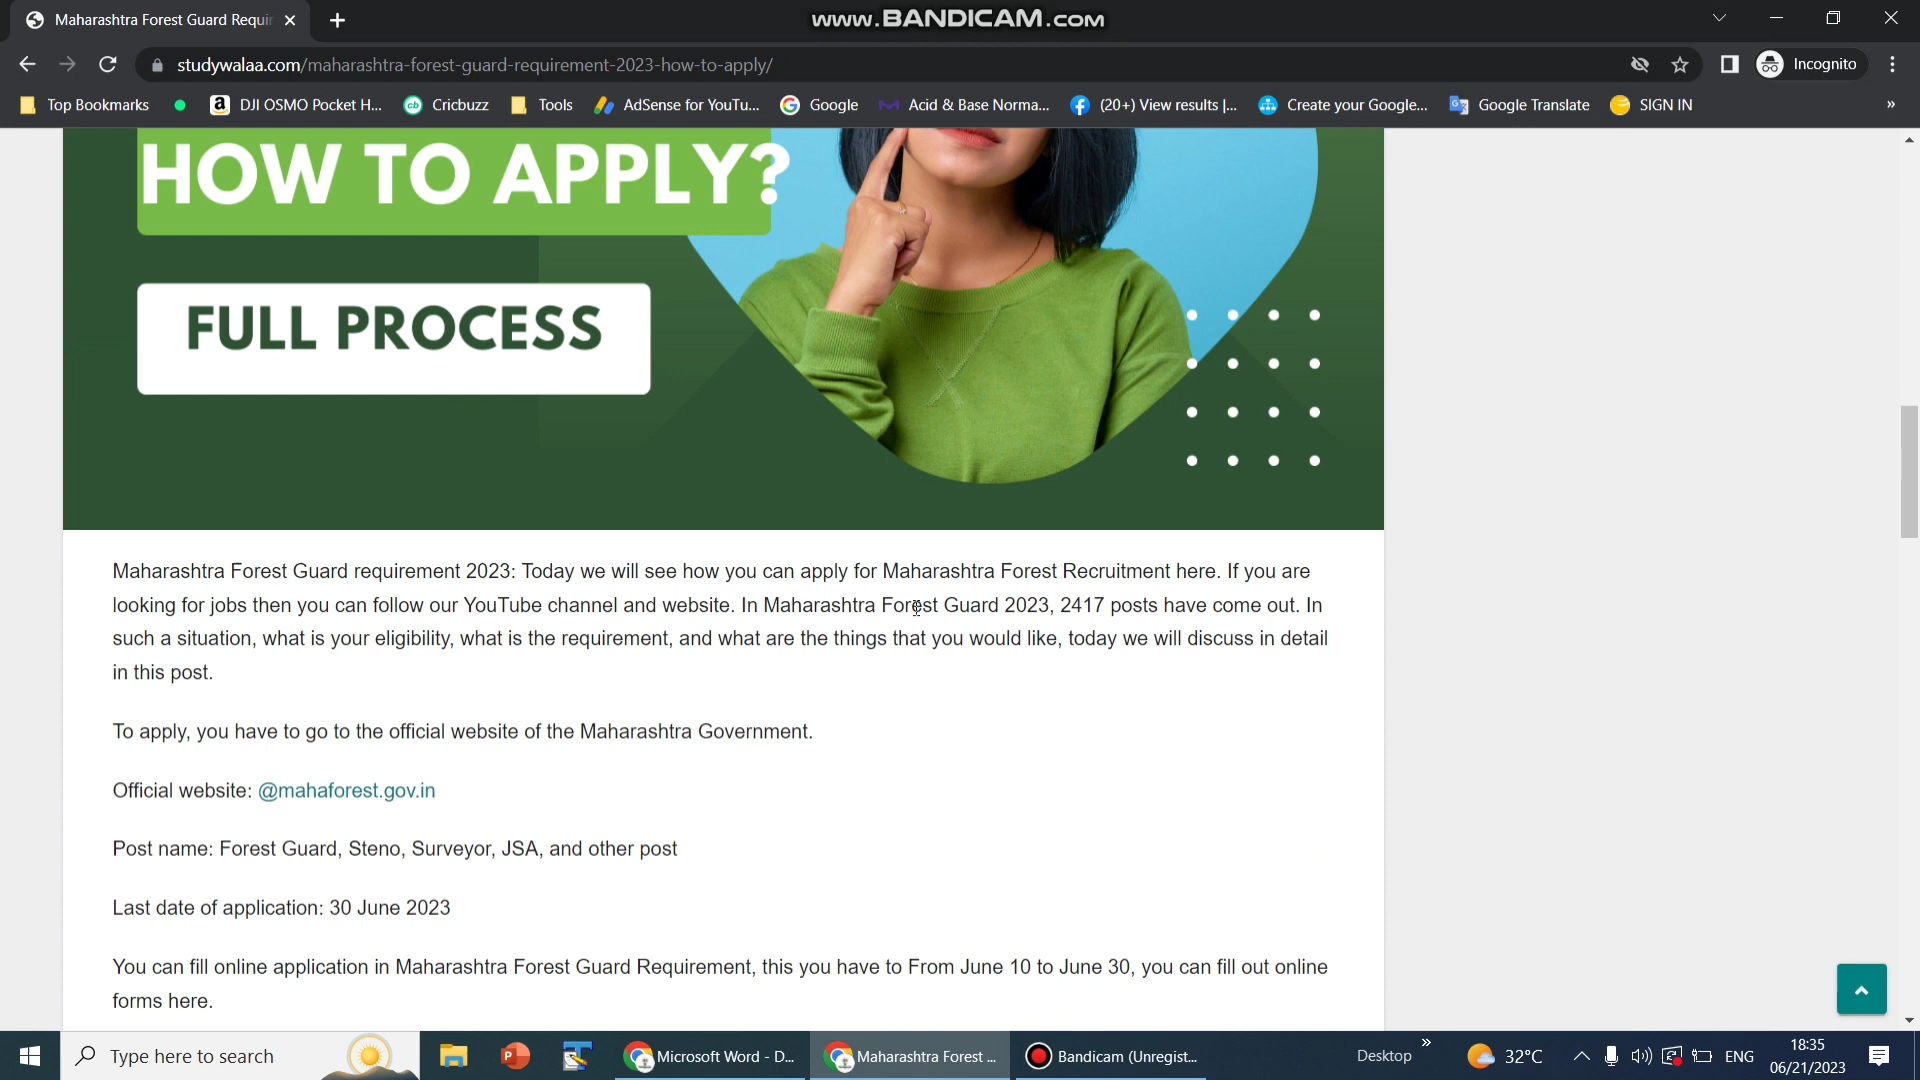 Maharashtra Forest Guard Requi
www.BANDICAM.com
studywalaa.com/maharashtra-forest-guard-requirement-2023-how-to-apply/
Incognito
Top Bookmarks
a DJI OSMO Pocket H...
cb Cricbuzz
Tools
AdSense for YouTu...
G Google
Acid & Base Norma...
(20+) View results |...
Create your Google...
Google Translate
SIGN IN
»
HOW TO APPLY?
FULL PROCESS
Maharashtra Forest Guard requirement 2023: Today we will see how you can apply for Maharashtra Forest Recruitment here. If you are
looking for jobs then you can follow our YouTube channel and website. In Maharashtra Forest Guard 2023, 2417 posts have come out. In
such a situation, what is your eligibility, what is the requirement, and what are the things that you would like, today we will discuss in detail
in this post.
To apply, you have to go to the official website of the Maharashtra Government.
Official website: @mahaforest.gov.in
Post name: Forest Guard, Steno, Surveyor, JSA, and other post
Last date of application: 30 June 2023
You can fill online application in Maharashtra Forest Guard Requirement, this you have to From June 10 to June 30, you can fill out online
forms here.
Type here to search
Microsoft Word - D...
Maharashtra Forest ...
Bandicam (Unregist...
Desktop
»
32°C
ENG
18:35
06/21/2023